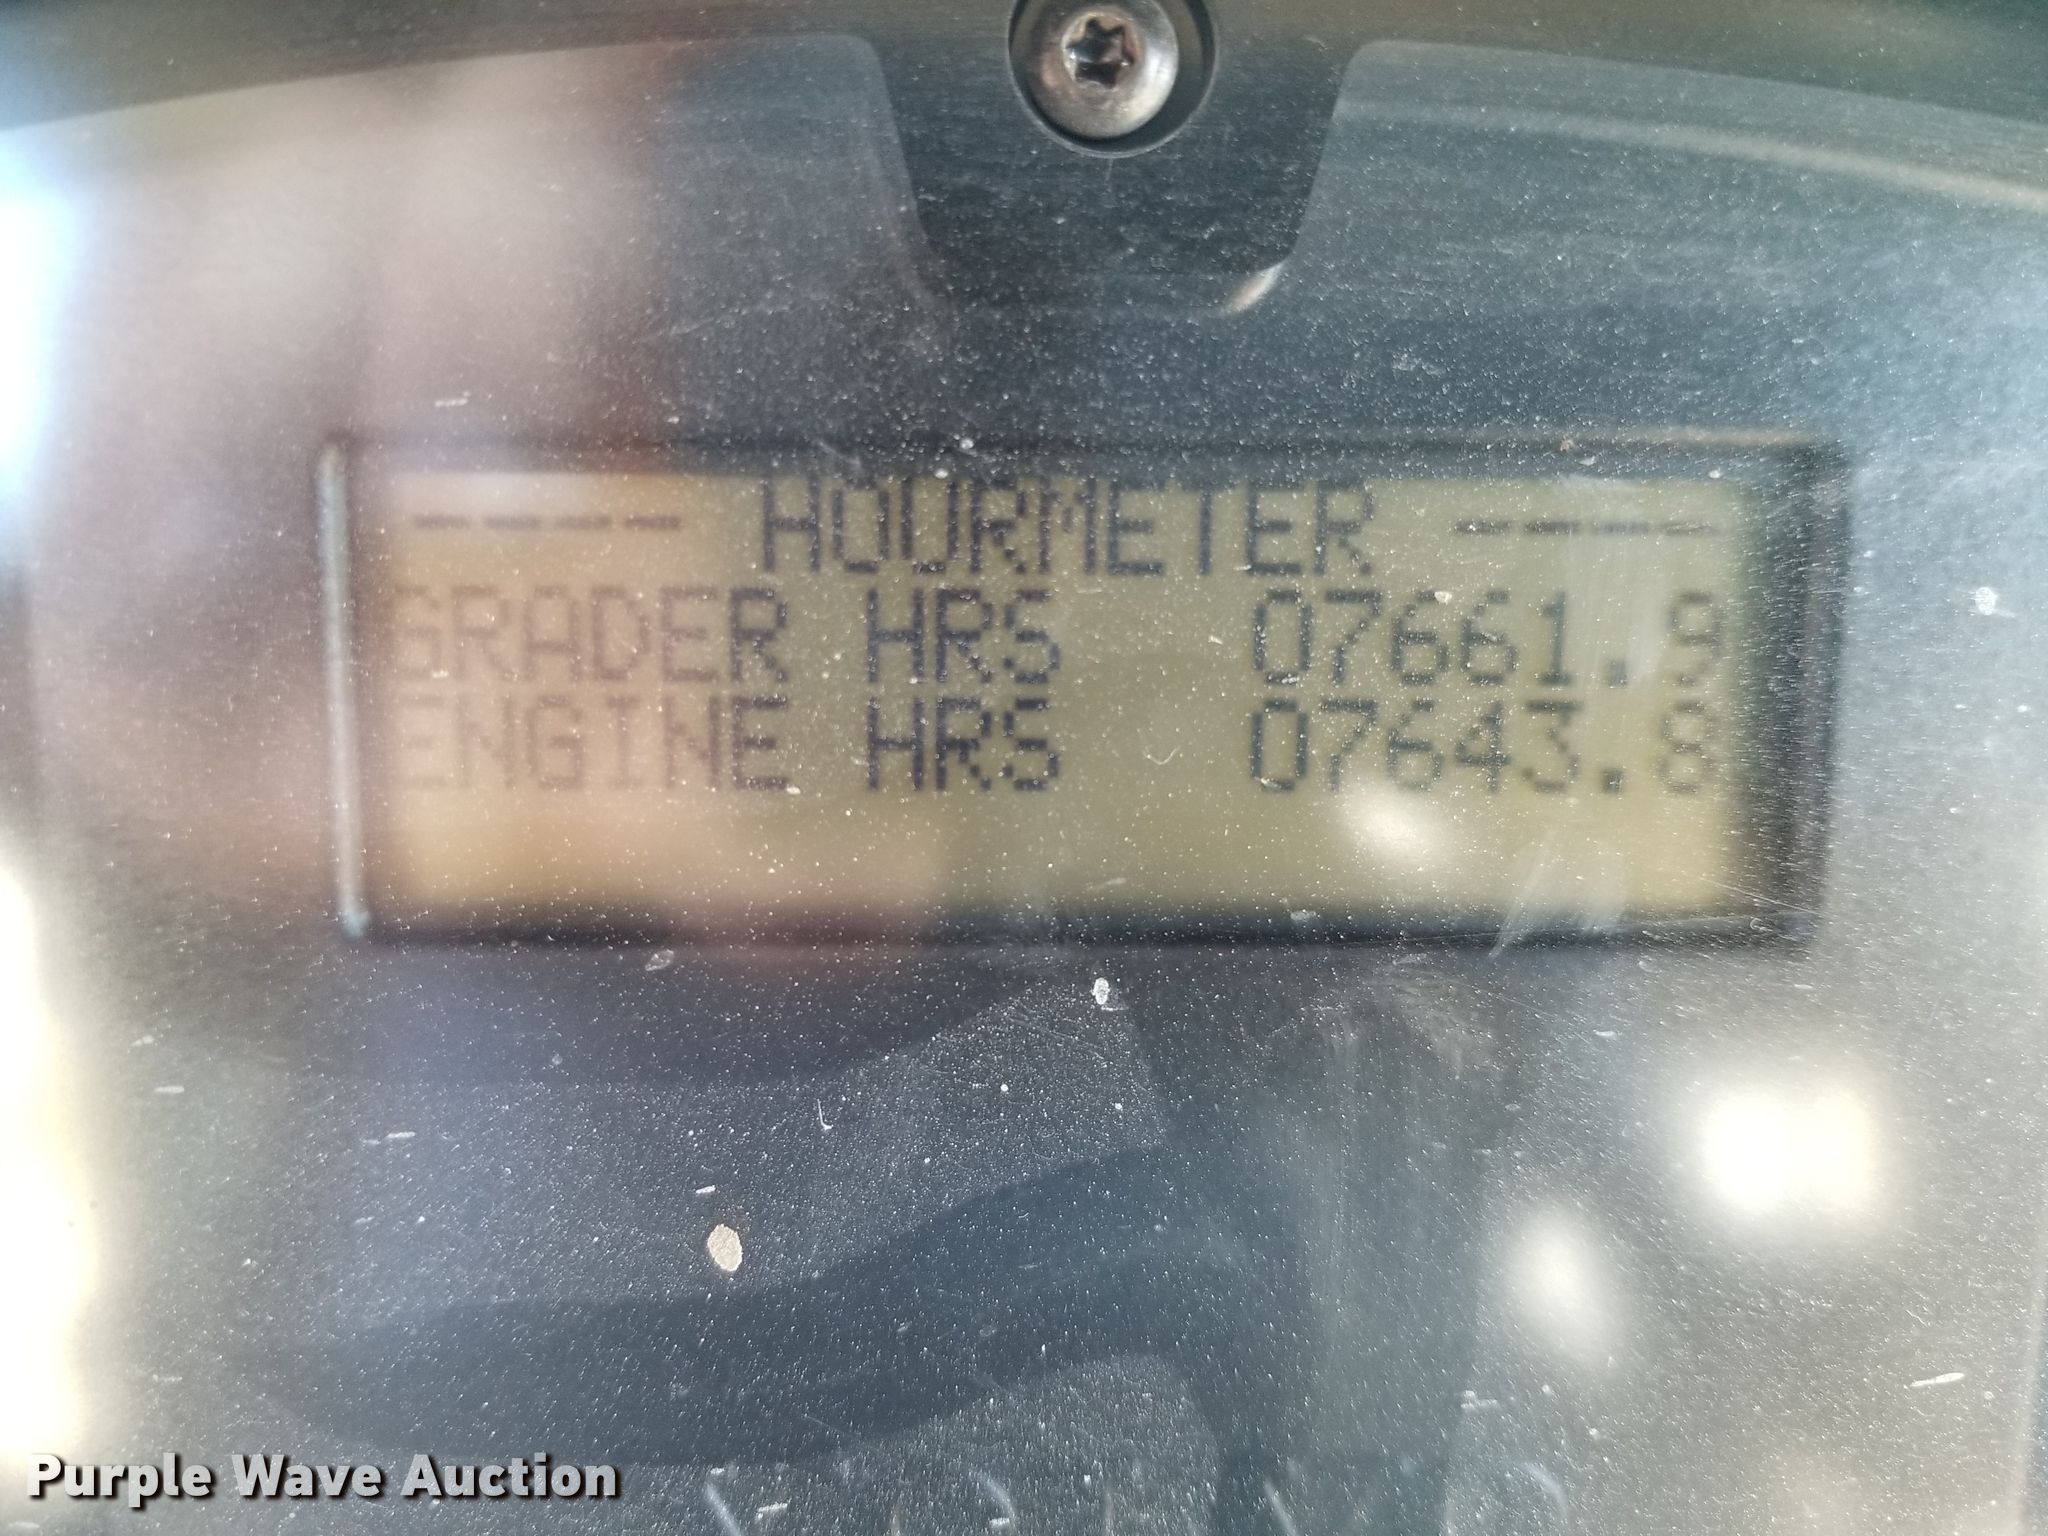 ---- HOURMETER ----
GRADER HRS 07661.9
ENGINE HRS 07643.8
Purple Wave Auction